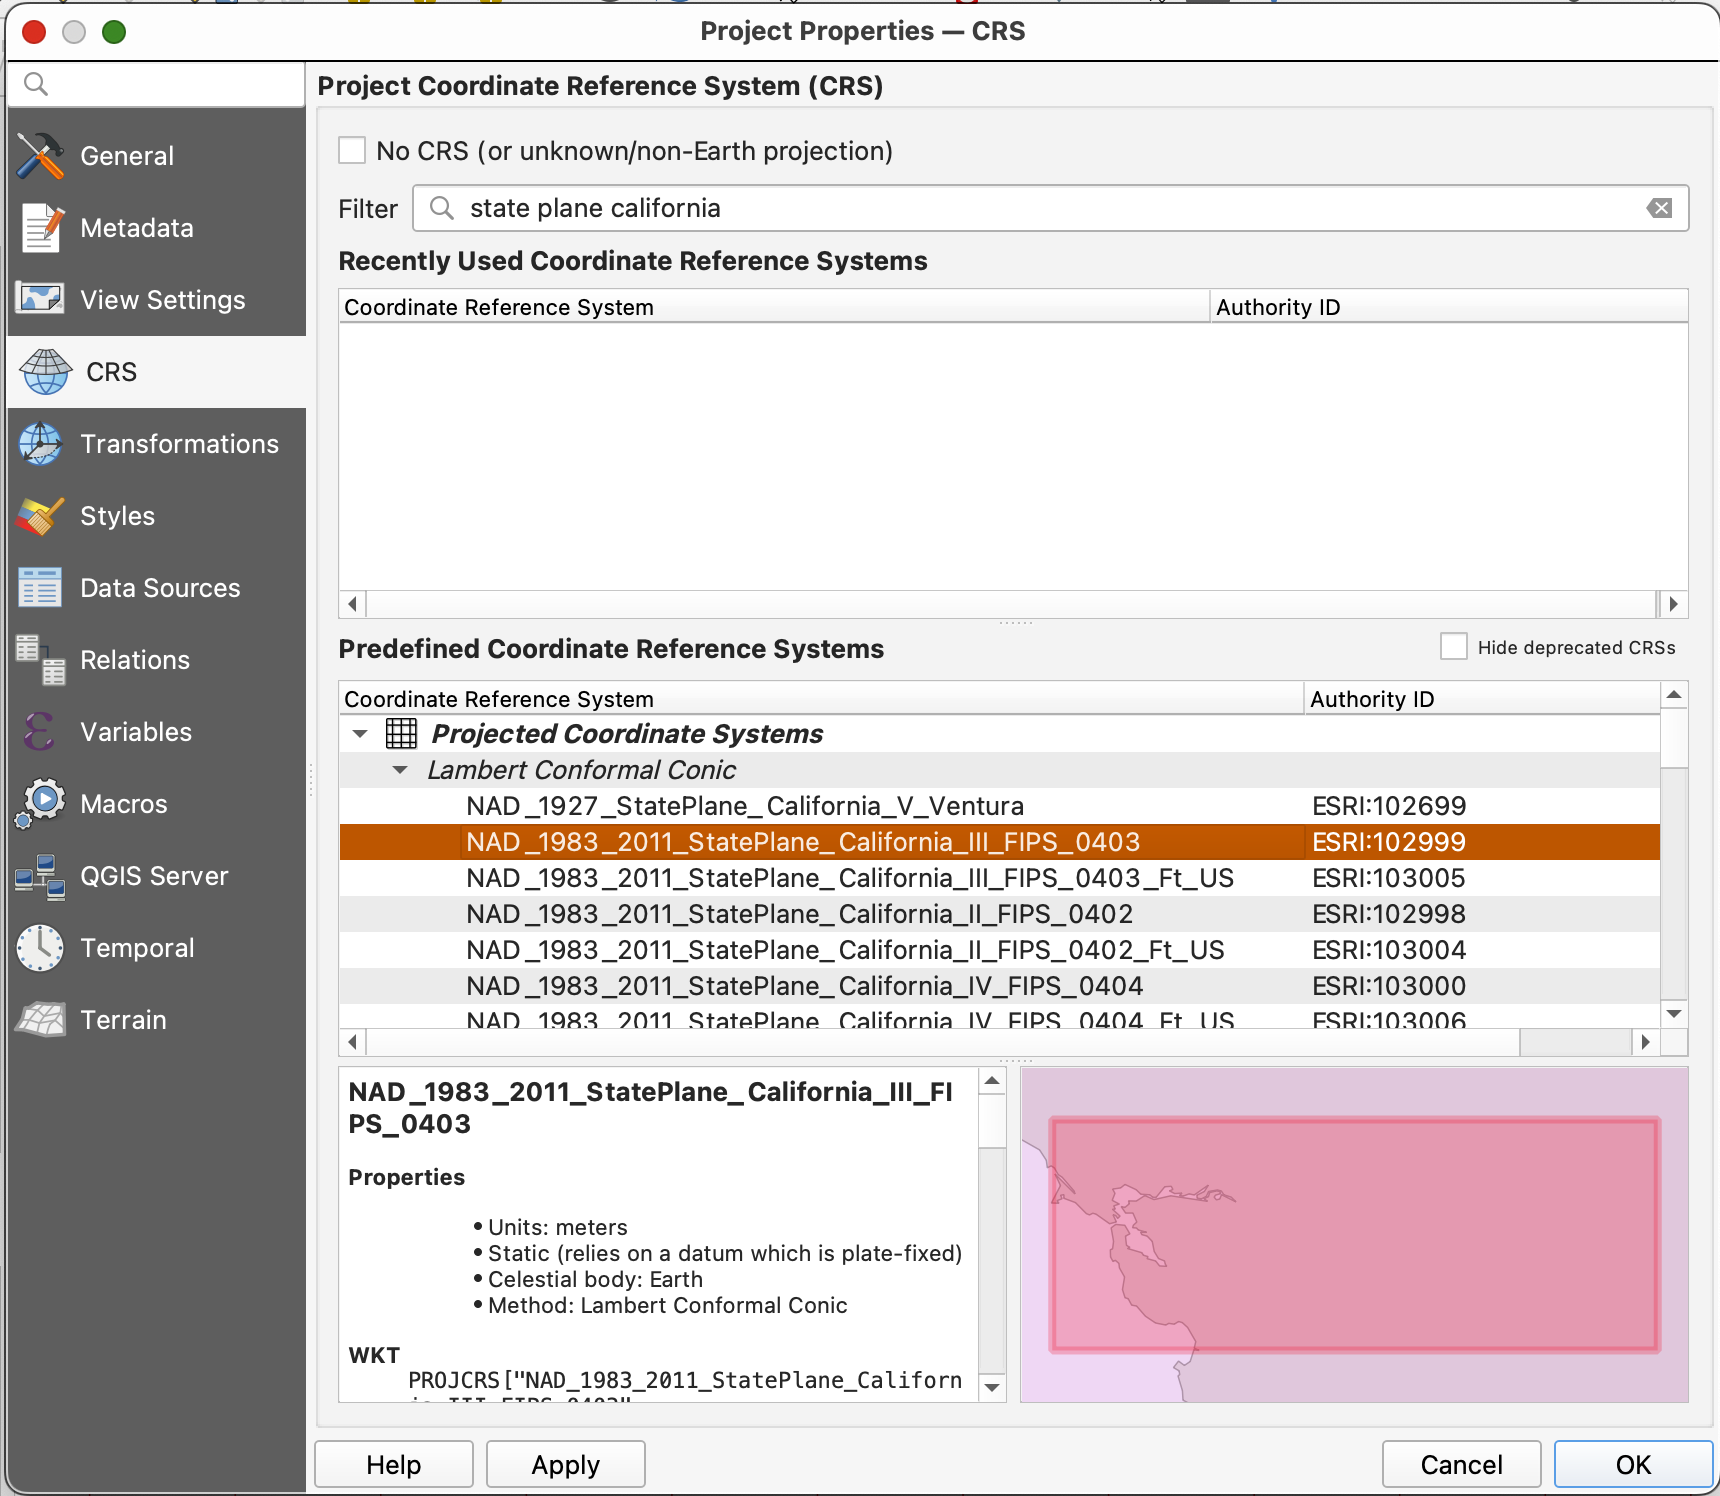 Project Properties — CRS
General
Metadata
View Settings
CRS
Transformations
Styles
Data Sources
Relations
Variables
Macros
QGIS Server
Temporal
Terrain
Project Coordinate Reference System (CRS)
No CRS (or unknown/non-Earth projection)
Filter state plane california
Recently Used Coordinate Reference Systems
Coordinate Reference System Authority ID
Predefined Coordinate Reference Systems Hide deprecated CRSs
Coordinate Reference System Authority ID
Projected Coordinate Systems
Lambert Conformal Conic
NAD_1927_StatePlane_California_V_Ventura ESRI:102699
NAD_1983_2011_StatePlane_California_III_FIPS_0403 ESRI:102999
NAD_1983_2011_StatePlane_California_III_FIPS_0403_Ft_US ESRI:103005
NAD_1983_2011_StatePlane_California_II_FIPS_0402 ESRI:102998
NAD_1983_2011_StatePlane_California_II_FIPS_0402_Ft_US ESRI:103004
NAD_1983_2011_StatePlane_California_IV_FIPS_0404 ESRI:103000
NAD_1983_2011_StatePlane_California_IV_FIPS_0404_Ft_US ESRI:103006
NAD_1983_2011_StatePlane_California_III_FI
PS_0403
Properties
• Units: meters
• Static (relies on a datum which is plate-fixed)
• Celestial body: Earth
• Method: Lambert Conformal Conic
WKT
PROJCRS["NAD_1983_2011_StatePlane_Californ
ia_III_FIPS_0403",
Help Apply Cancel OK